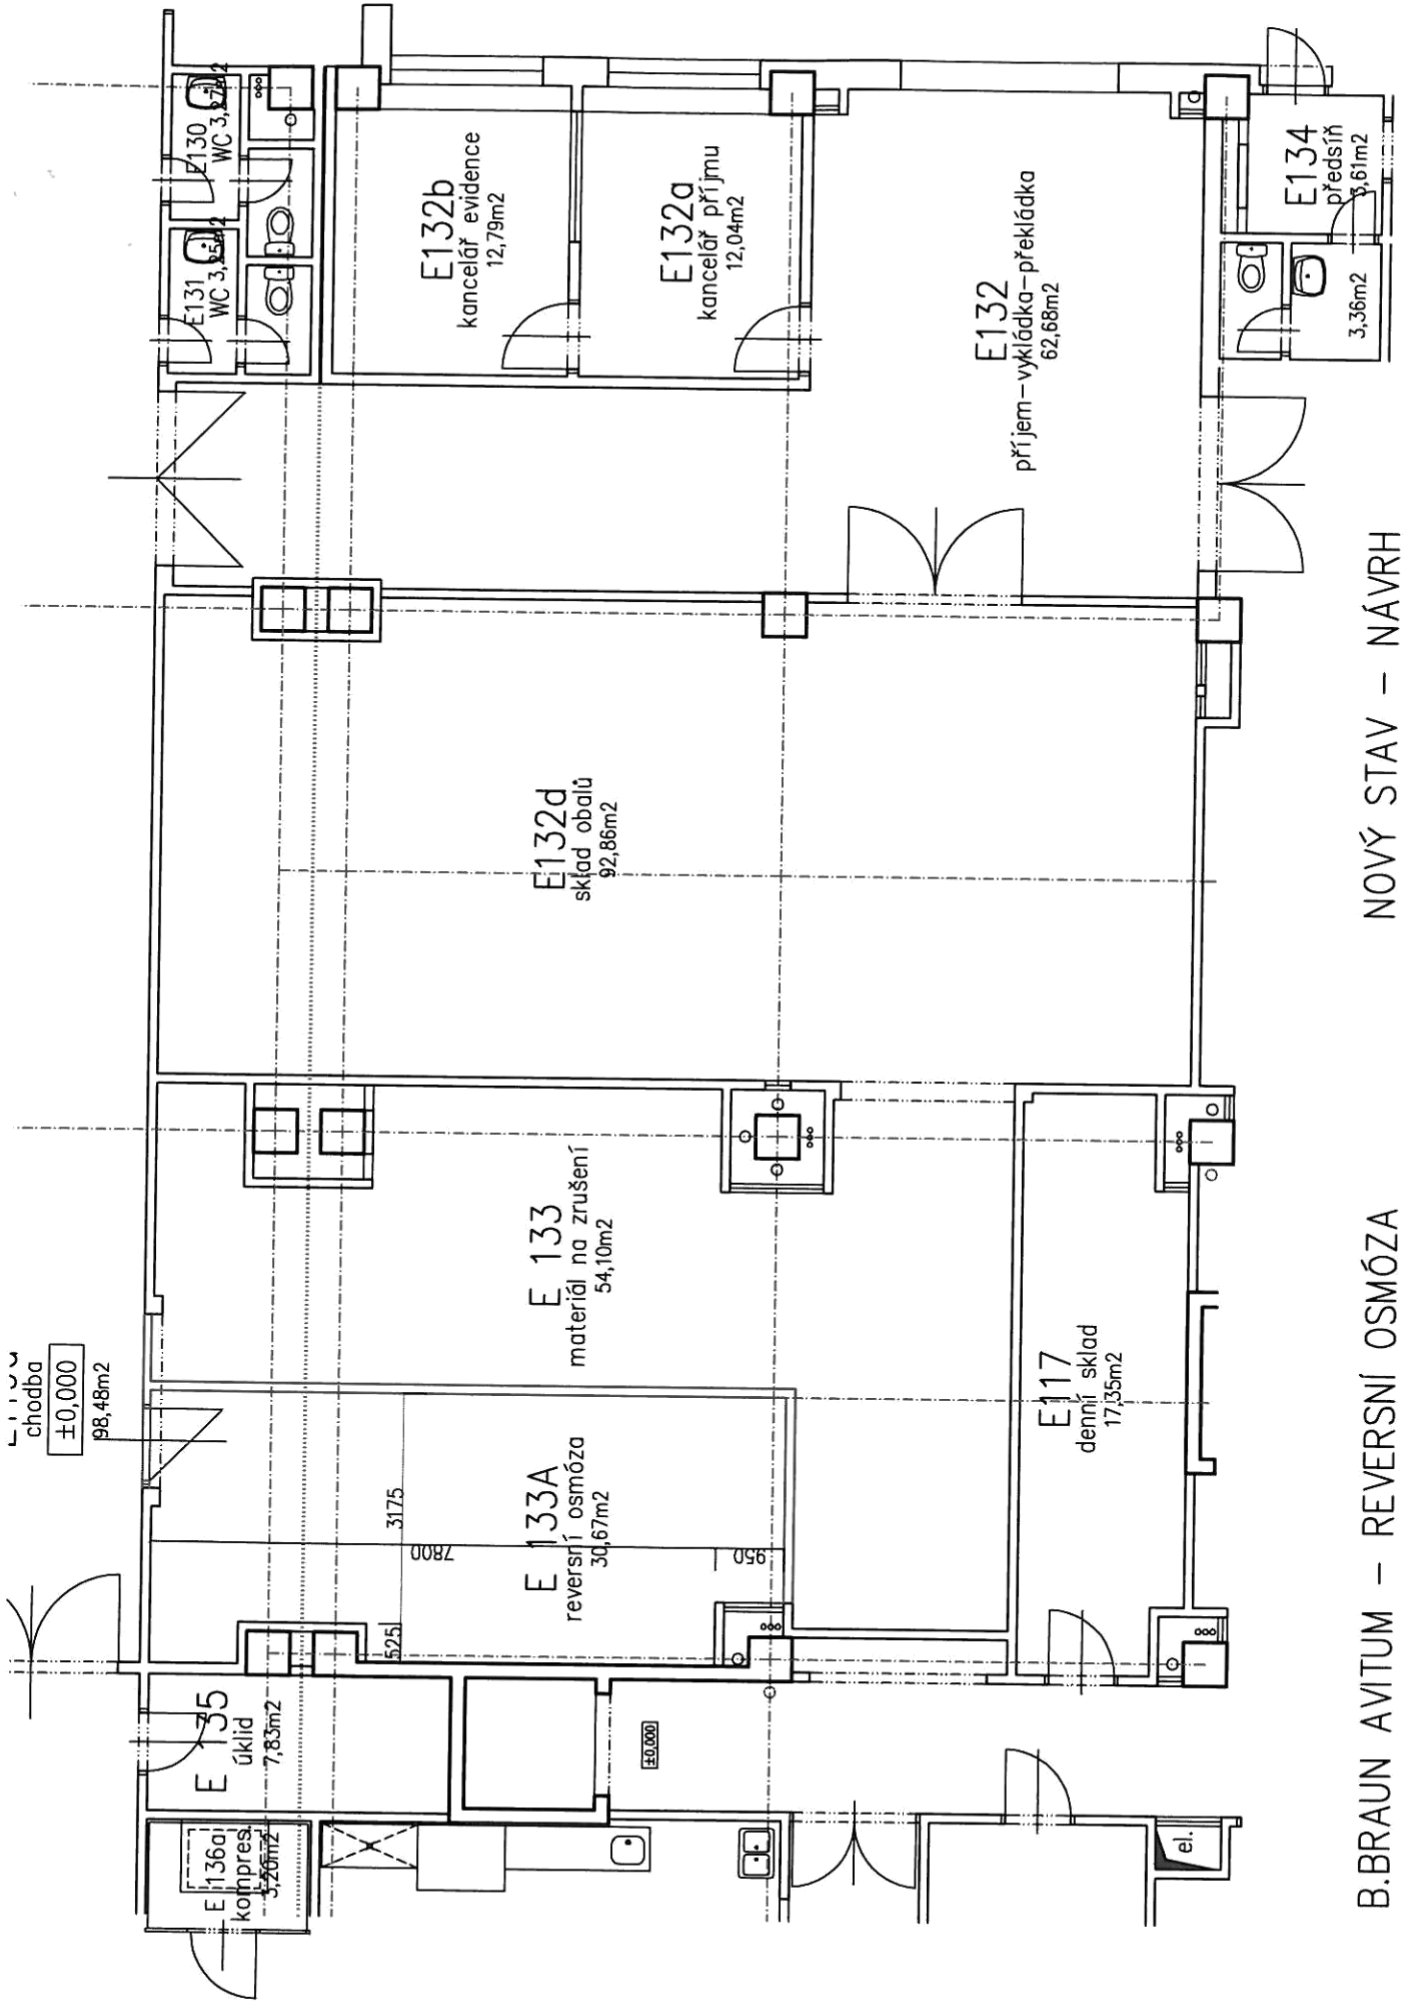 E130
WC 3,27m2
E131
WC 3,25m2
E132b
kancelář evidence
12,79m2
E132a
kancelář příjmu
12,04m2
E132
příjem-vykládka-překládka
62,68m2
E134
předsíň
3,61m2
3,36m2
E132d
sklad obalů
92,86m2
chodba
±0,000
98,48m2
E 133
materiál na zrušení
54,10m2
E117
denní sklad
17,35m2
E 133A
reversní osmóza
30,67m2
3175
7800
525
950
E 135
úklid
7,83m2
±0,000
E 136a
kompres.
3,20m2
el.
B.BRAUN AVITUM - REVERSNÍ OSMÓZA NOVÝ STAV - NÁVRH